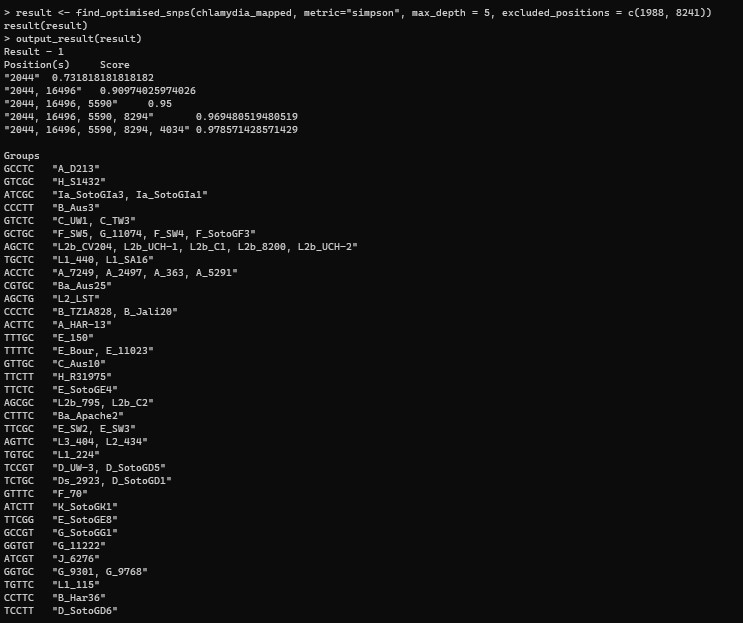 > result <- find_optimised_snps(chlamydia_mapped, metric="simpson", max_depth = 5, excluded_positions = c(1988, 8241))
result(result)
> output_result(result)
Result - 1
Position(s)     Score
"2044"  0.731818181818182
"2044, 16496"   0.90974025974026
"2044, 16496, 5590"     0.95
"2044, 16496, 5590, 8294"       0.969480519480519
"2044, 16496, 5590, 8294, 4034" 0.978571428571429

Groups
GCCTC   "A_D213"
GTCGC   "H_S1432"
ATCGC   "Ia_SotoGIa3, Ia_SotoGIa1"
CCCTT   "B_Aus3"
GTCTC   "C_UW1, C_TW3"
GCTGC   "F_SW5, G_11074, F_SW4, F_SotoGF3"
AGCTC   "L2b_CV204, L2b_UCH-1, L2b_C1, L2b_8200, L2b_UCH-2"
TGCTC   "L1_440, L1_SA16"
ACCTC   "A_7249, A_2497, A_363, A_5291"
CGTGC   "Ba_Aus25"
AGCTG   "L2_LST"
CCCTC   "B_TZ1A828, B_Jali20"
ACTTC   "A_HAR-13"
TTTGC   "E_150"
TTTTC   "E_Bour, E_11023"
GTTGC   "C_Aus10"
TTCTT   "H_R31975"
TTCTC   "E_SotoGE4"
AGCGC   "L2b_795, L2b_C2"
CTTTC   "Ba_Apache2"
TTCGC   "E_SW2, E_SW3"
AGTTC   "L3_404, L2_434"
TGTGC   "L1_224"
TCCGT   "D_UW-3, D_SotoGD5"
TCTGC   "Ds_2923, D_SotoGD1"
GTTTC   "F_70"
ATCTT   "K_SotoGK1"
TTCGG   "E_SotoGE8"
GCCGT   "G_SotoGG1"
GGTGT   "G_11222"
ATCGT   "J_6276"
GGTGC   "G_9301, G_9768"
TGTTC   "L1_115"
CCTTC   "B_Har36"
TCCTT   "D_SotoGD6"